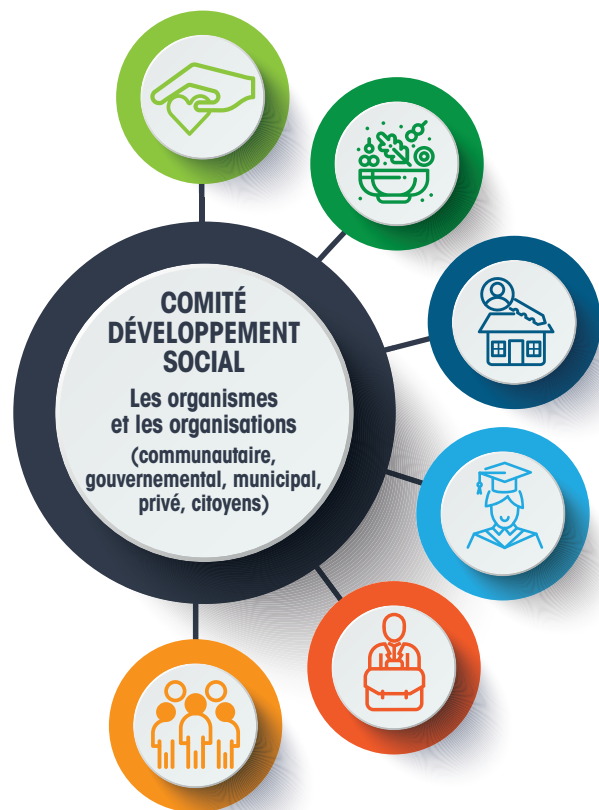 COMITÉ
DÉVELOPPEMENT
SOCIAL
Les organismes
et les organisations
(communautaire,
gouvernemental, municipal,
privé, citoyens)